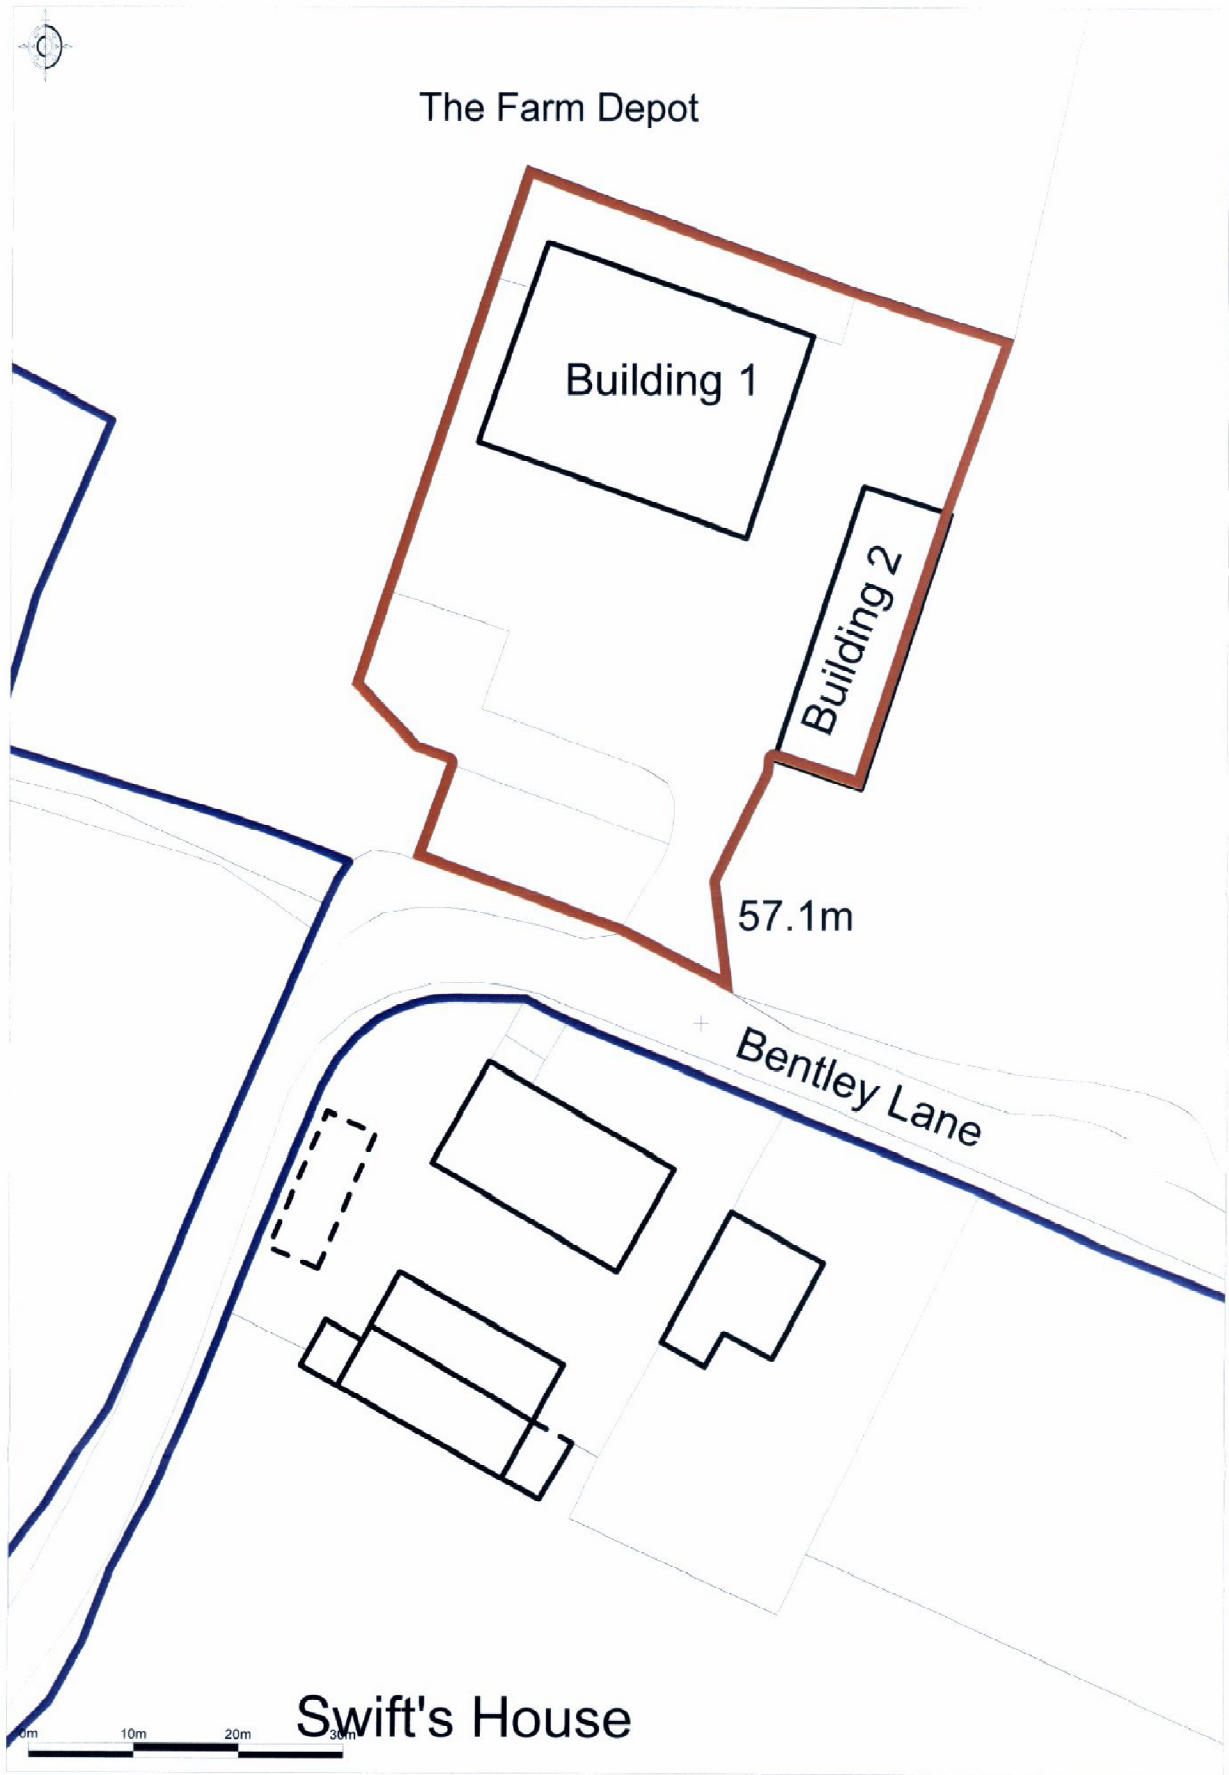 The Farm Depot
Building 1
Building 2
57.1m
Bentley Lane
Swift's House
0m 10m 20m 30m